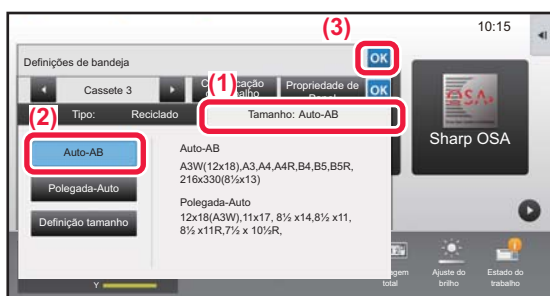 (3)
10:15
Definições de bandeja
OK
(1)
Cassete 3
Propriedade de
OK
(2)
Tipo: Reciclado
Tamanho: Auto-AB
OSA
Sharp OSA
Auto-AB
Polegada-Auto
Definição tamanho
Auto-AB
A3W(12x18),A3,A4,A4R,B4,B5,B5R,
216x330(8½x13)
Polegada-Auto
12x18(A3W),11x17, 8½ x14,8½ x11,
8½ x11R,7½ x 10½R,
total
Ajuste do
brilho
Estado do
trabalho
Y